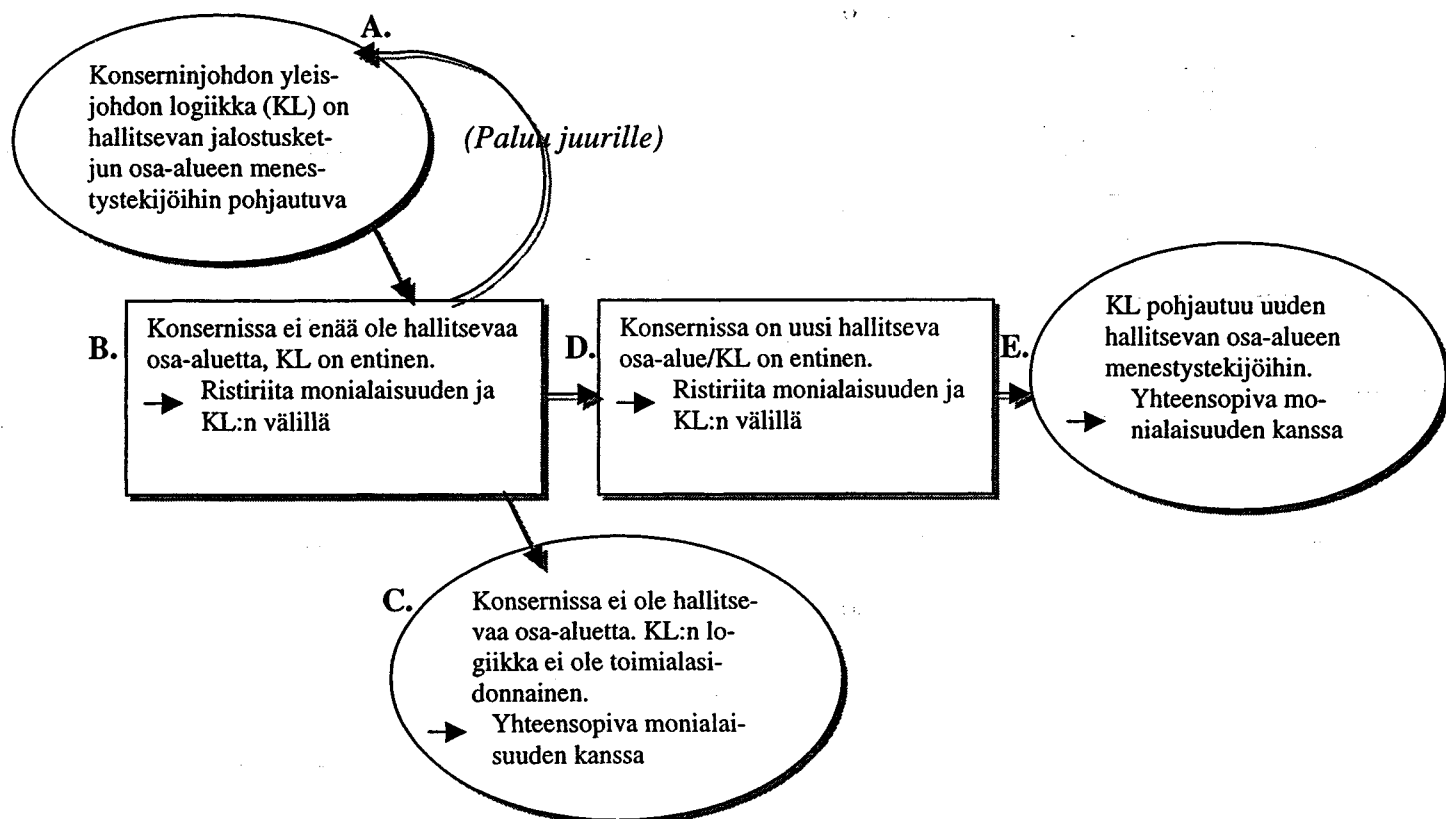 A.
Konserninjohdon yleis-
johdon logiikka (KL) on
hallitsevan jalostusket-
jun osa-alueen menes-
tystekijöihin pohjautuva
(Paluu juurille)
B.
Konsernissa ei enää ole hallitsevaa
osa-aluetta, KL on entinen.
Ristiriita monialaisuuden ja
KL:n välillä
D.
Konsernissa on uusi hallitseva
osa-alue/KL on entinen.
Ristiriita monialaisuuden ja
KL:n välillä
E.
KL pohjautuu uuden
hallitsevan osa-alueen
menestystekijöihin.
Yhteensopiva mo-
nialaisuuden kanssa
C.
Konsernissa ei ole hallitse-
vaa osa-aluetta. KL:n lo-
giikka ei ole toimialasi-
donnainen.
Yhteensopiva monialai-
suuden kanssa